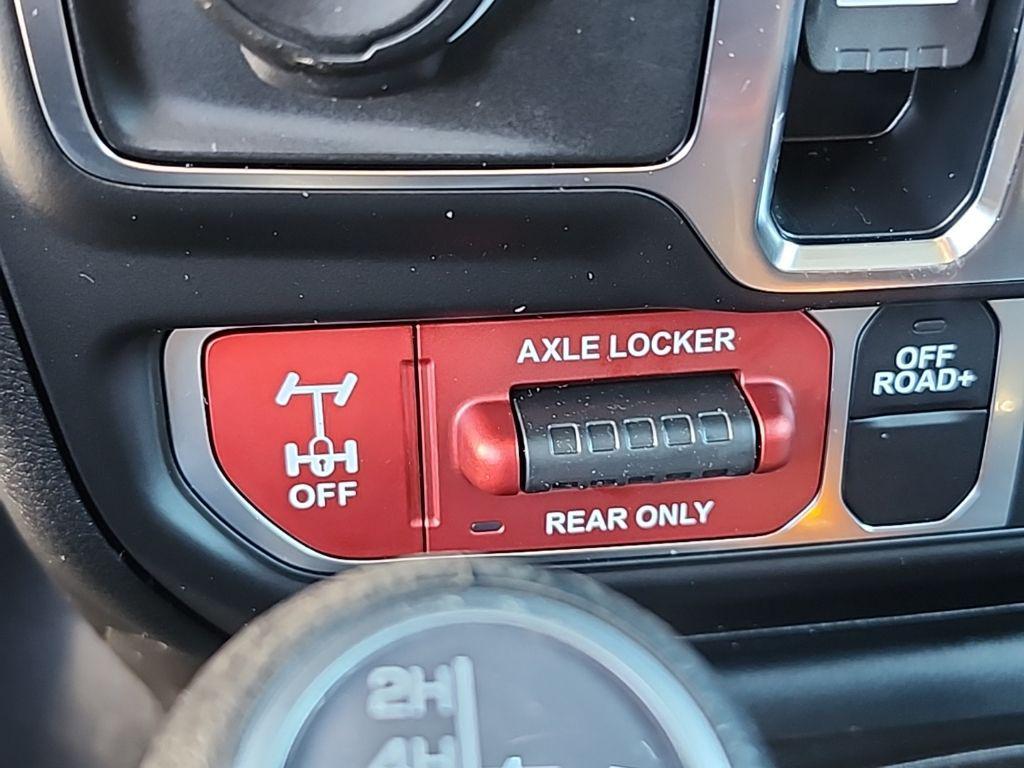 AXLE LOCKER
OFF
ROAD+
OFF
REAR ONLY
2H
4H